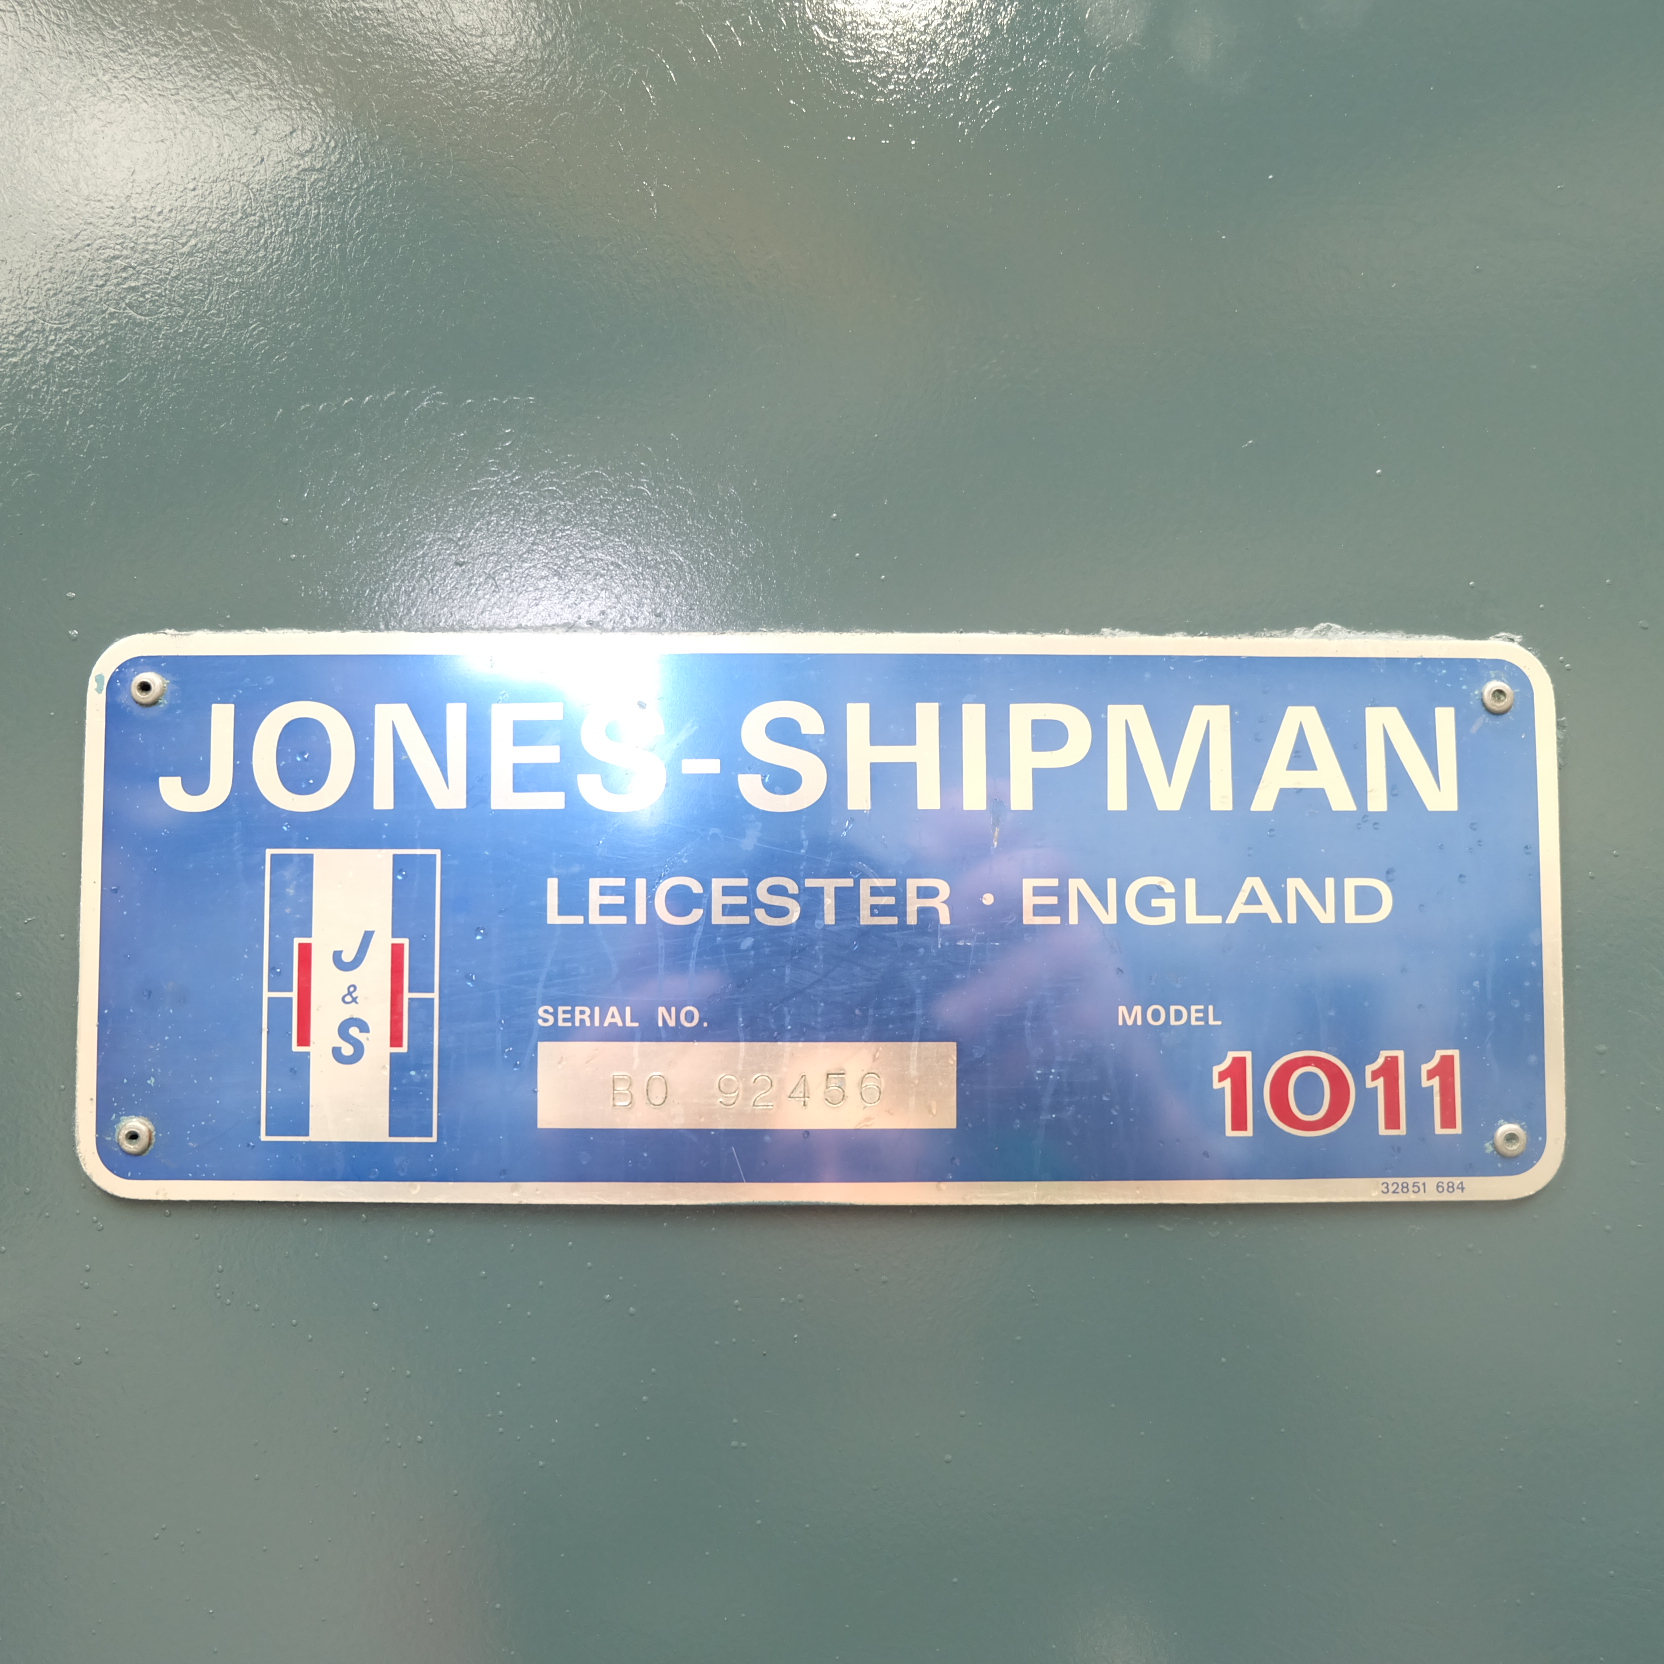 JONES-SHIPMAN
LEICESTER · ENGLAND
J
&
S
SERIAL NO.
BO 92456
MODEL
1011
32851 684